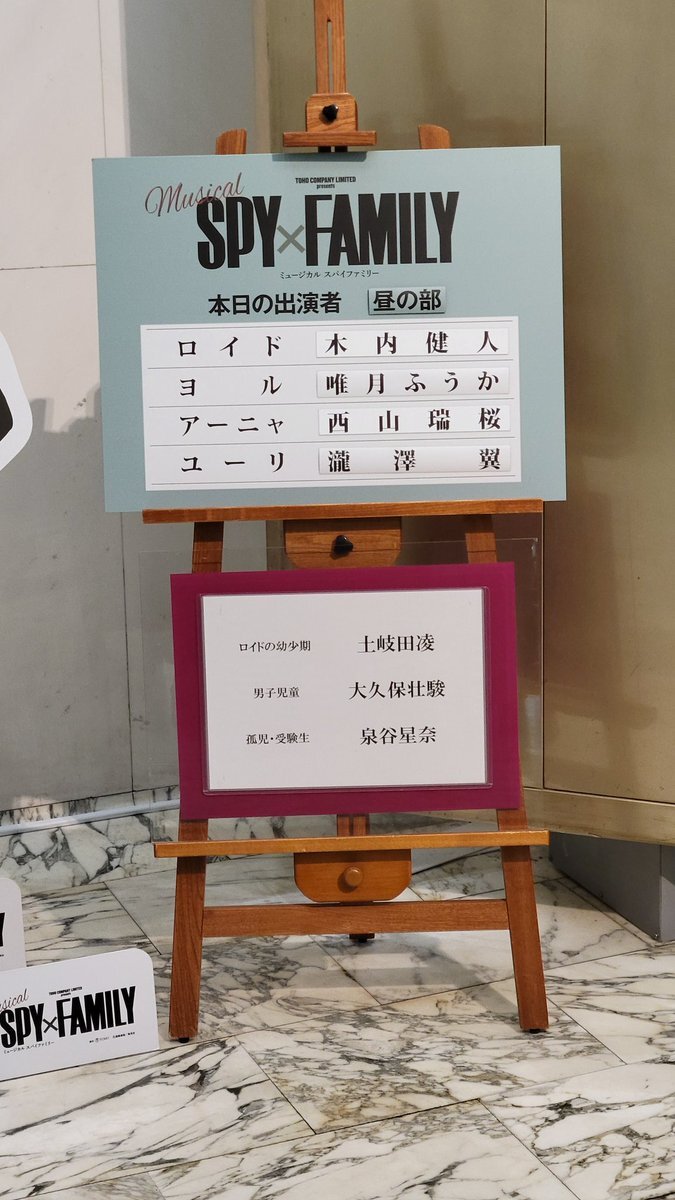 TOHO COMPANY LIMITED
presents
Musical
SPY×FAMILY
ミュージカル スパイファミリー
本日の出演者 昼の部
ロイド 木内健人
ヨル 唯月ふうか
アーニャ 西山瑞桜
ユーリ 瀧澤翼
ロイドの幼少期 土岐田凌
男子児童 大久保壮駿
孤児・受験生 泉谷星奈
TOHO COMPANY LIMITED
presents
usical
SPY×FAMILY
ミュージカル スパイファミリー